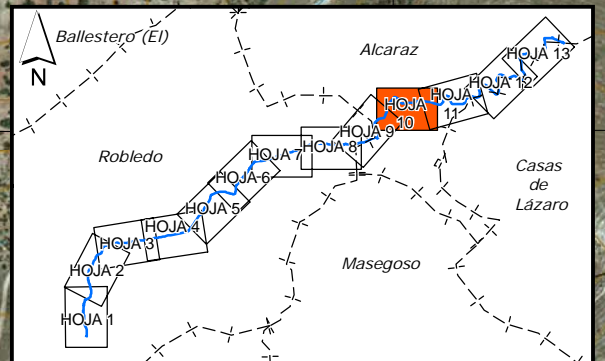 Ballestero (El)
Alcaraz
N
HOJA 13
HOJA 12
HOJA
11
HOJA
10
HOJA 9
HOJA 8
HOJA 7
Robledo
HOJA 6
Casas
de
Lázaro
HOJA 5
HOJA 4
HOJA 3
Masegoso
HOJA 2
HOJA 1